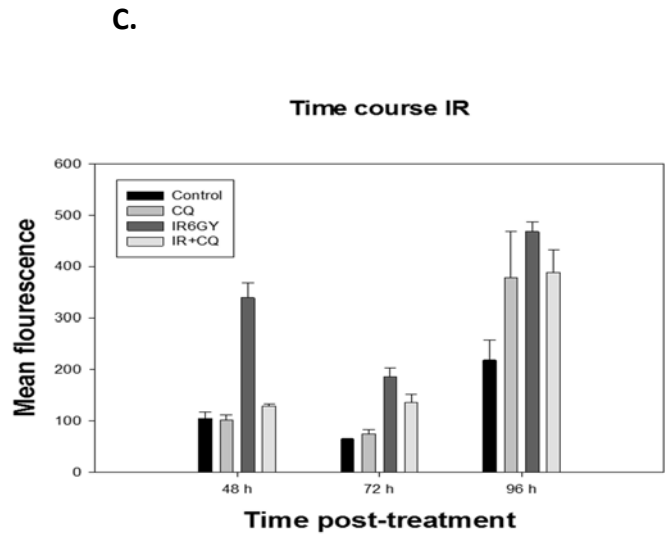 C.
Time course IR
600
500
400
300
200
100
0
Control
CQ
IR6GY
IR+CQ
Mean flourescence
48 h
72 h
96 h
Time post-treatment